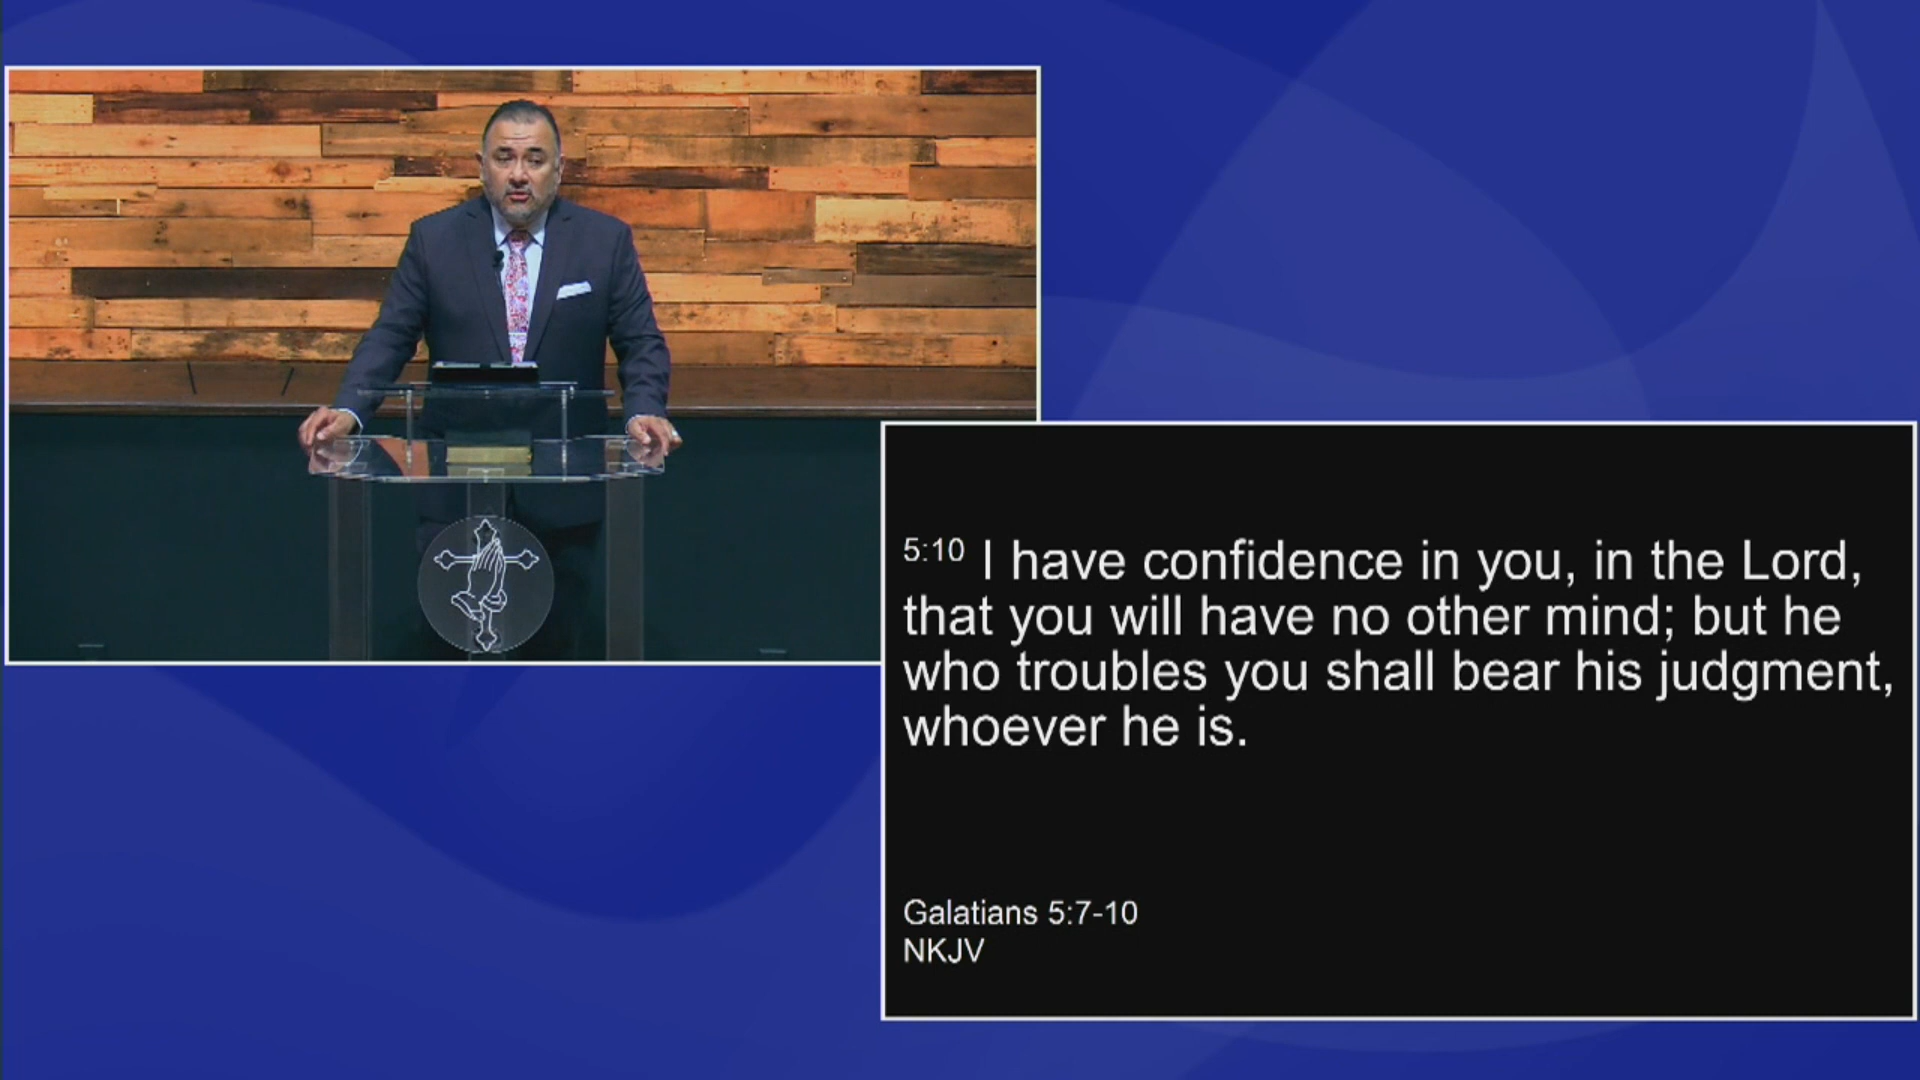 5:10 I have confidence in you, in the Lord,
that you will have no other mind; but he
who troubles you shall bear his judgment,
whoever he is.
Galatians 5:7-10
NKJV